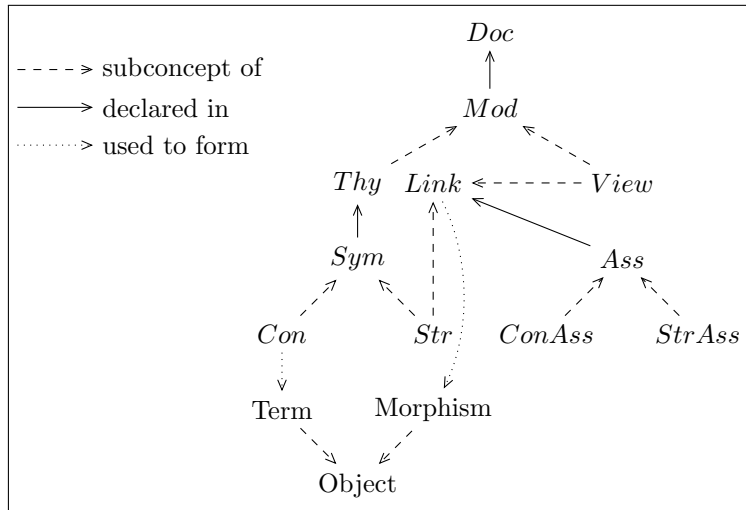 Doc
subconcept of
declared in
Mod
used to form
Thy Link View
Sym Ass
Con Str ConAss StrAss
Term Morphism
Object